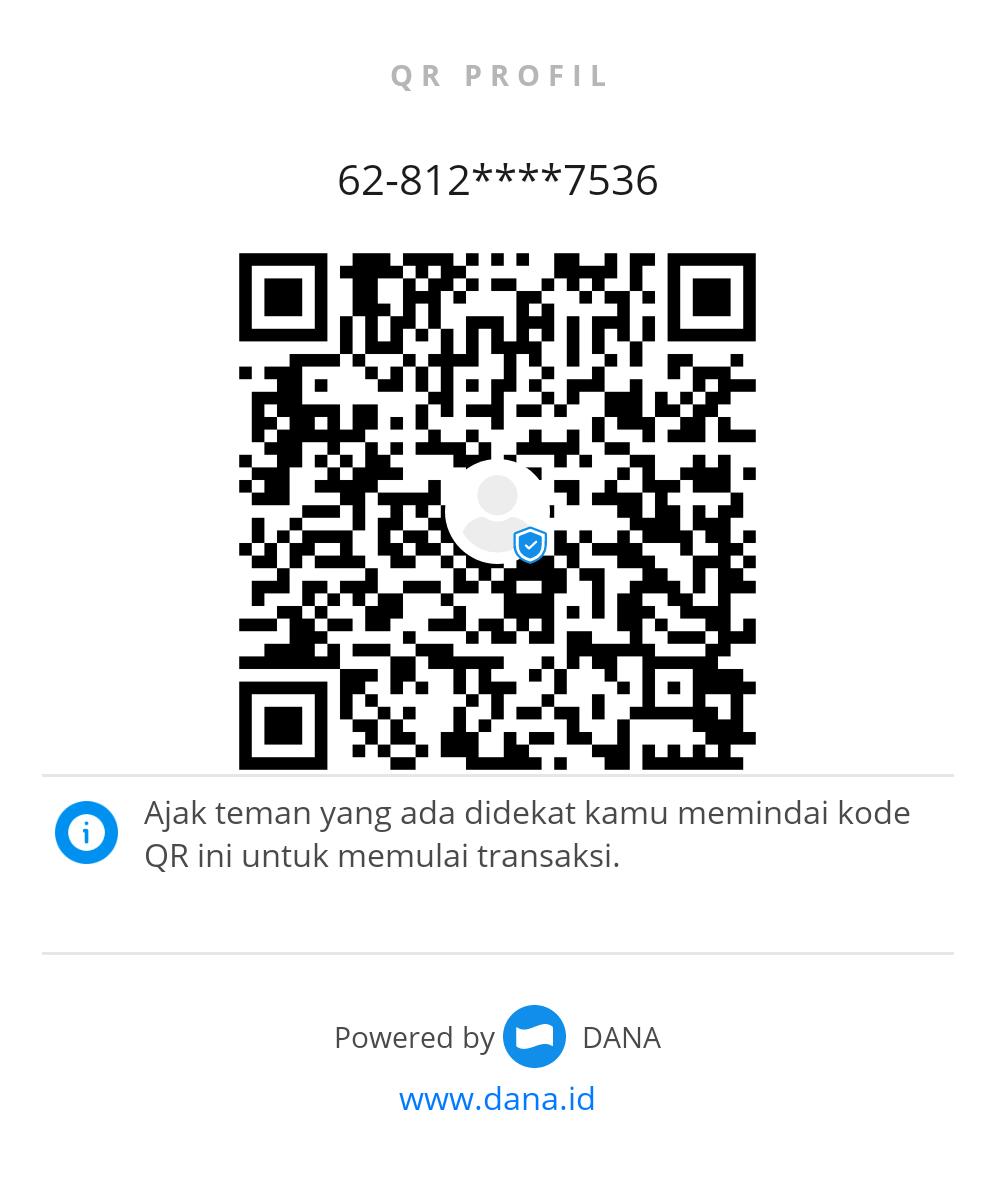 QR PROFIL
62-812****7536
Ajak teman yang ada didekat kamu memindai kode
QR ini untuk memulai transaksi.
Powered by DANA
www.dana.id